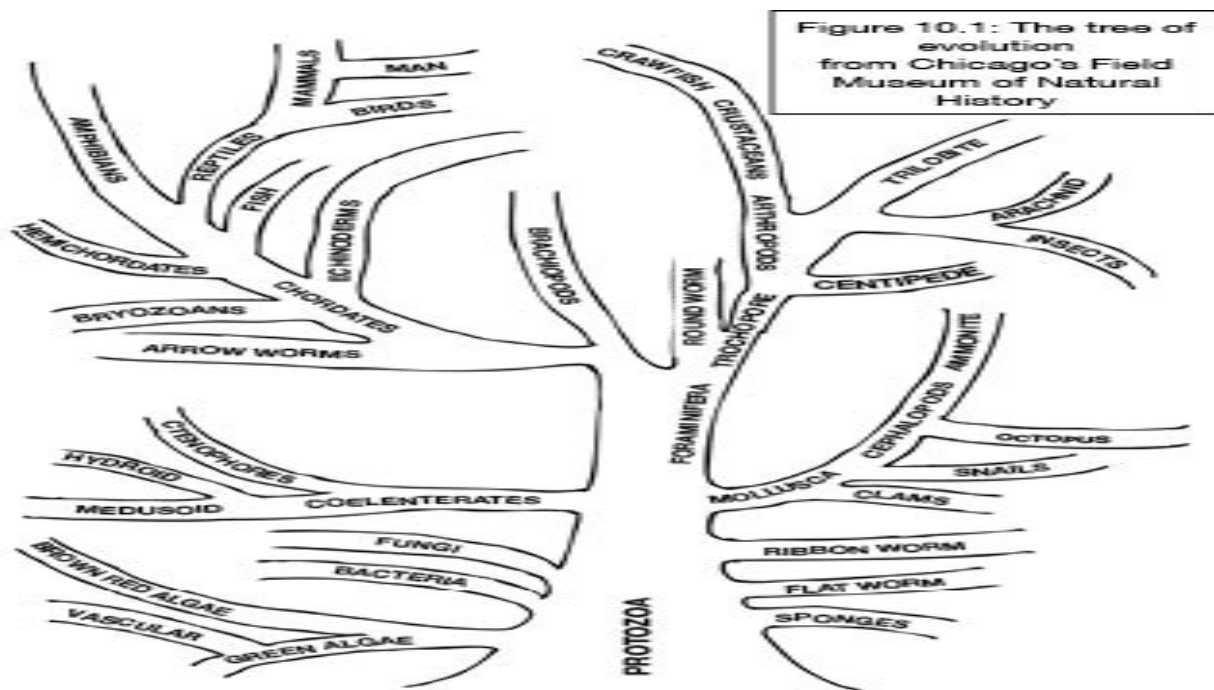 Figure 10.1: The tree of
evolution
from Chicago's Field
Museum of Natural
History
MAMMALS
MAN
BIRDS
REPTILES
AMPHIBIANS
FISH
ECHINODERMS
HEMICHORDATES
CHORDATES
BRYOZOANS
ARROW WORMS
BRACHIOPODS
CRAWFISH CRUSTACEANS ARTHROPODS
TRILOBITE
ARACHNID
INSECTS
CENTIPEDE
ROUND WORM
TROCHOPORE
FORAMINIFERA
CEPHALOPODS AMMONITE
OCTOPUS
SNAILS
MOLLUSCA
CLAMS
CTENOPHORES
HYDROID
COELENTERATES
MEDUSOID
FUNGI
RIBBON WORM
BACTERIA
FLAT WORM
BROWN RED ALGAE
SPONGES
VASCULAR
GREEN ALGAE
PROTOZOA